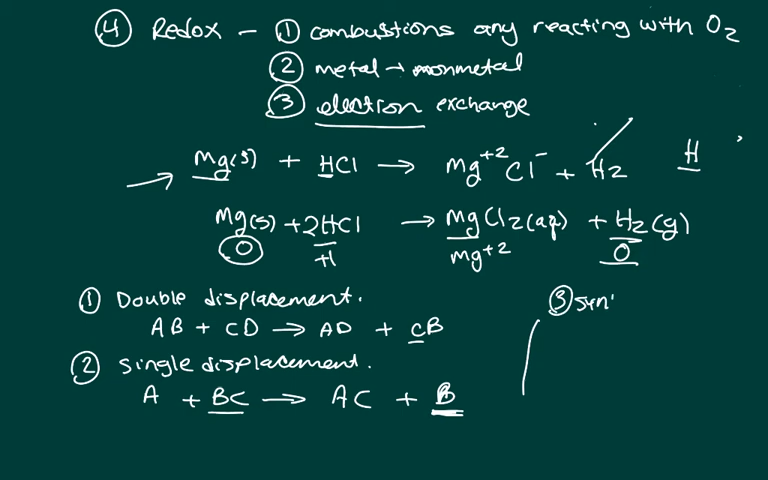 ④ Redox - ① combustions any reacting with O2
② metal + nonmetal
③ electron exchange
Mg(s) + HCl → Mg+2 Cl- + H2 H
Mg(s) + 2HCl → MgCl2(aq) + H2(g)
0 +1 Mg+2 0
① Double displacement.
AB + CD → AD + CB
② Single displacement.
A + BC → AC + B
③ syn